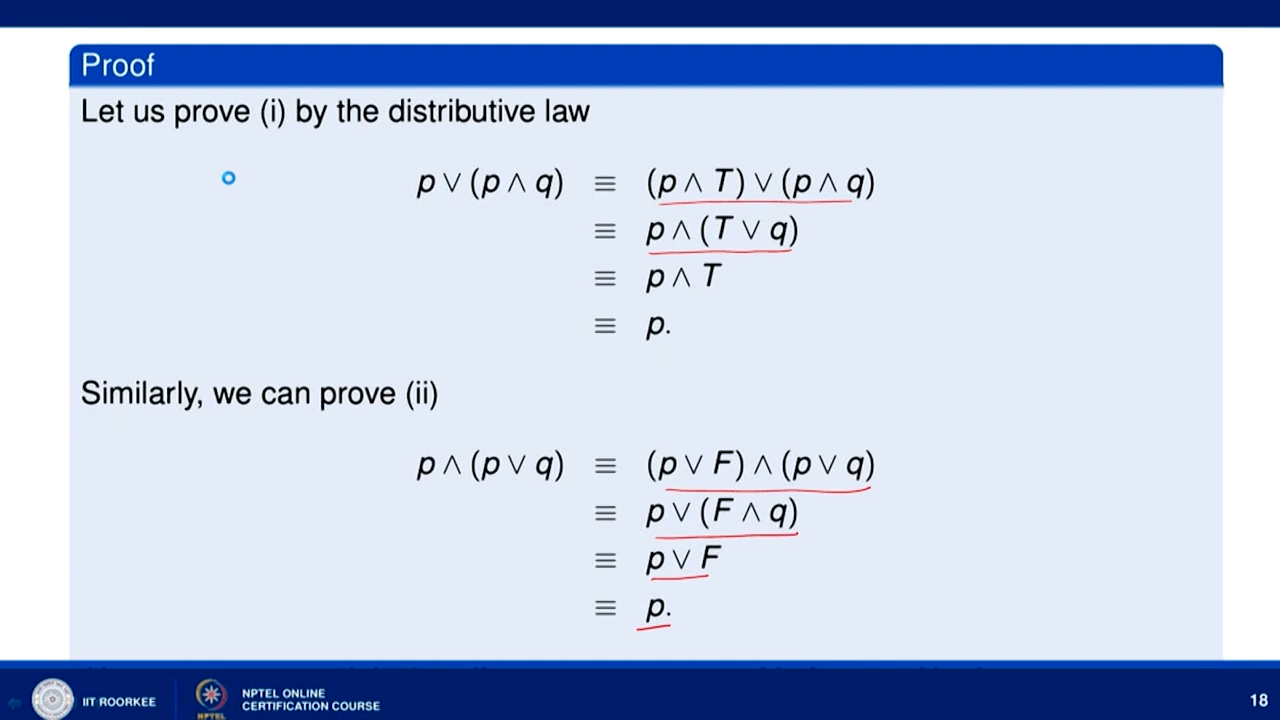 Proof
Let us prove (i) by the distributive law
p ∨ (p ∧ q) ≡ (p ∧ T) ∨ (p ∧ q)
≡ p ∧ (T ∨ q)
≡ p ∧ T
≡ p.
Similarly, we can prove (ii)
p ∧ (p ∨ q) ≡ (p ∨ F) ∧ (p ∨ q)
≡ p ∨ (F ∧ q)
≡ p ∨ F
≡ p.
IIT ROORKEE
NPTEL
NPTEL ONLINE
CERTIFICATION COURSE
18